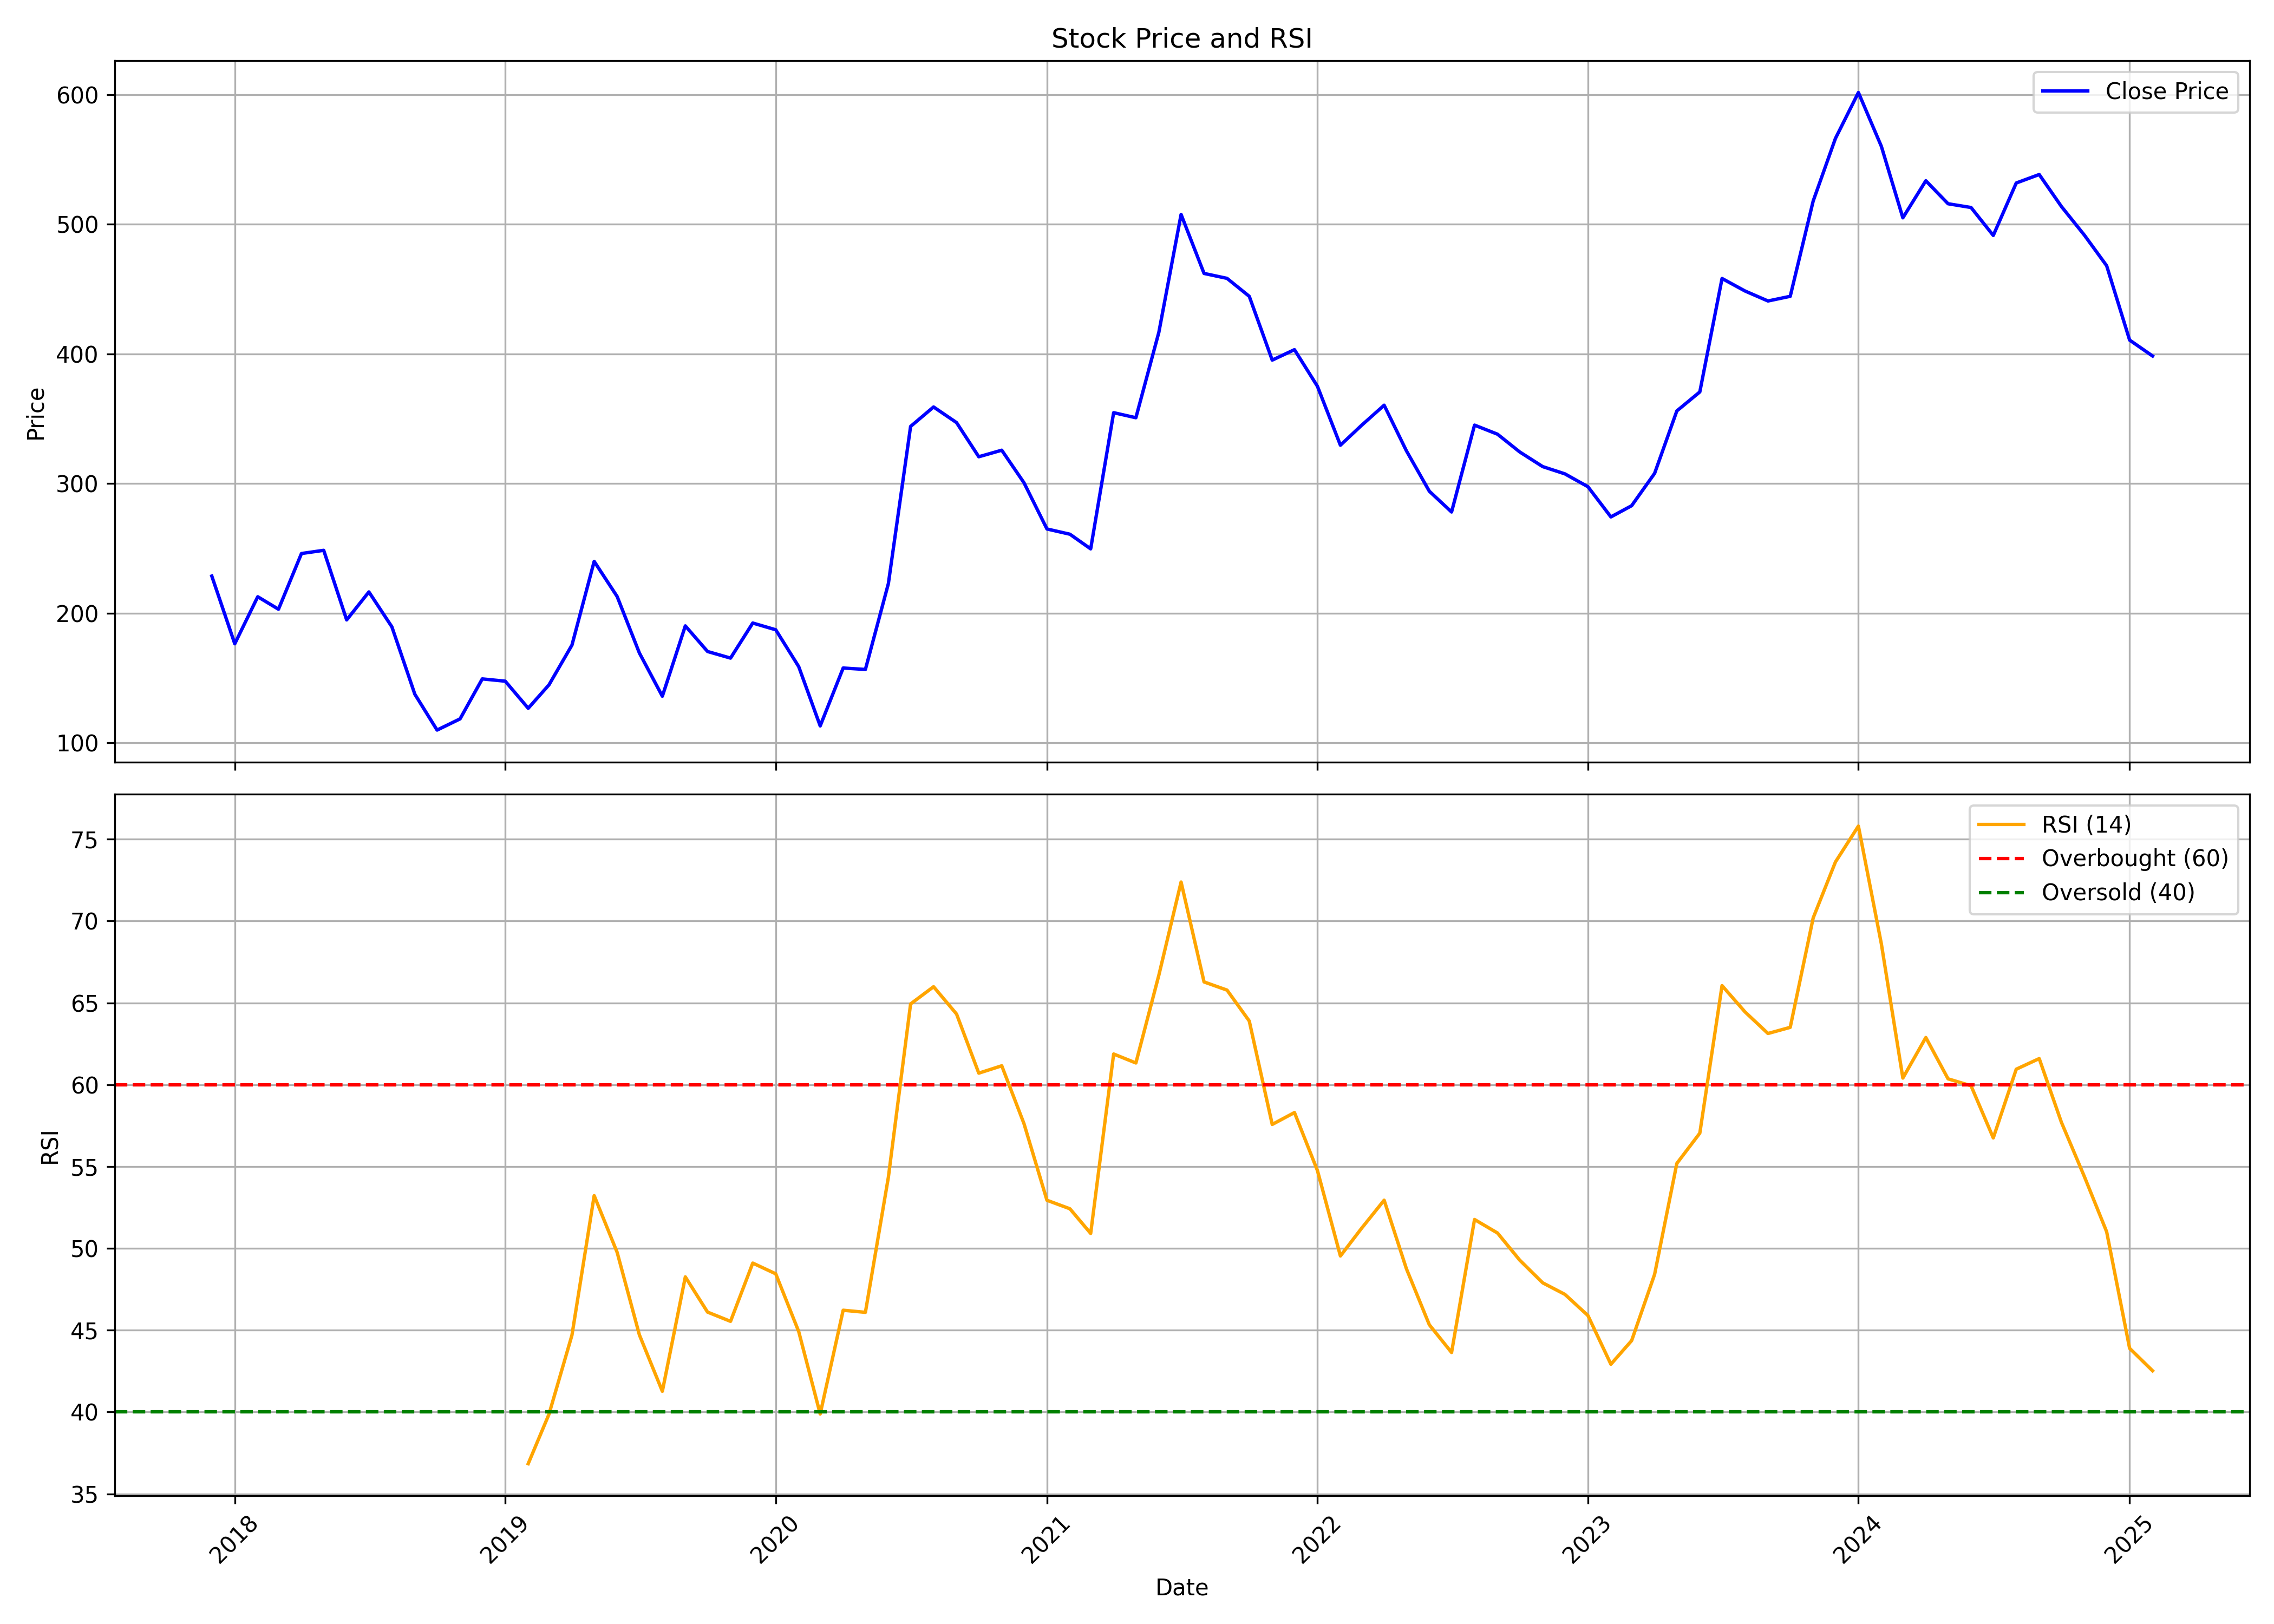 Stock Price and RSI
600
500
400
300
200
100
Price
Close Price
75
70
65
60
55
50
45
40
35
RSI
RSI (14)
Overbought (60)
Oversold (40)
2018
2019
2020
2021
2022
2023
2024
2025
Date